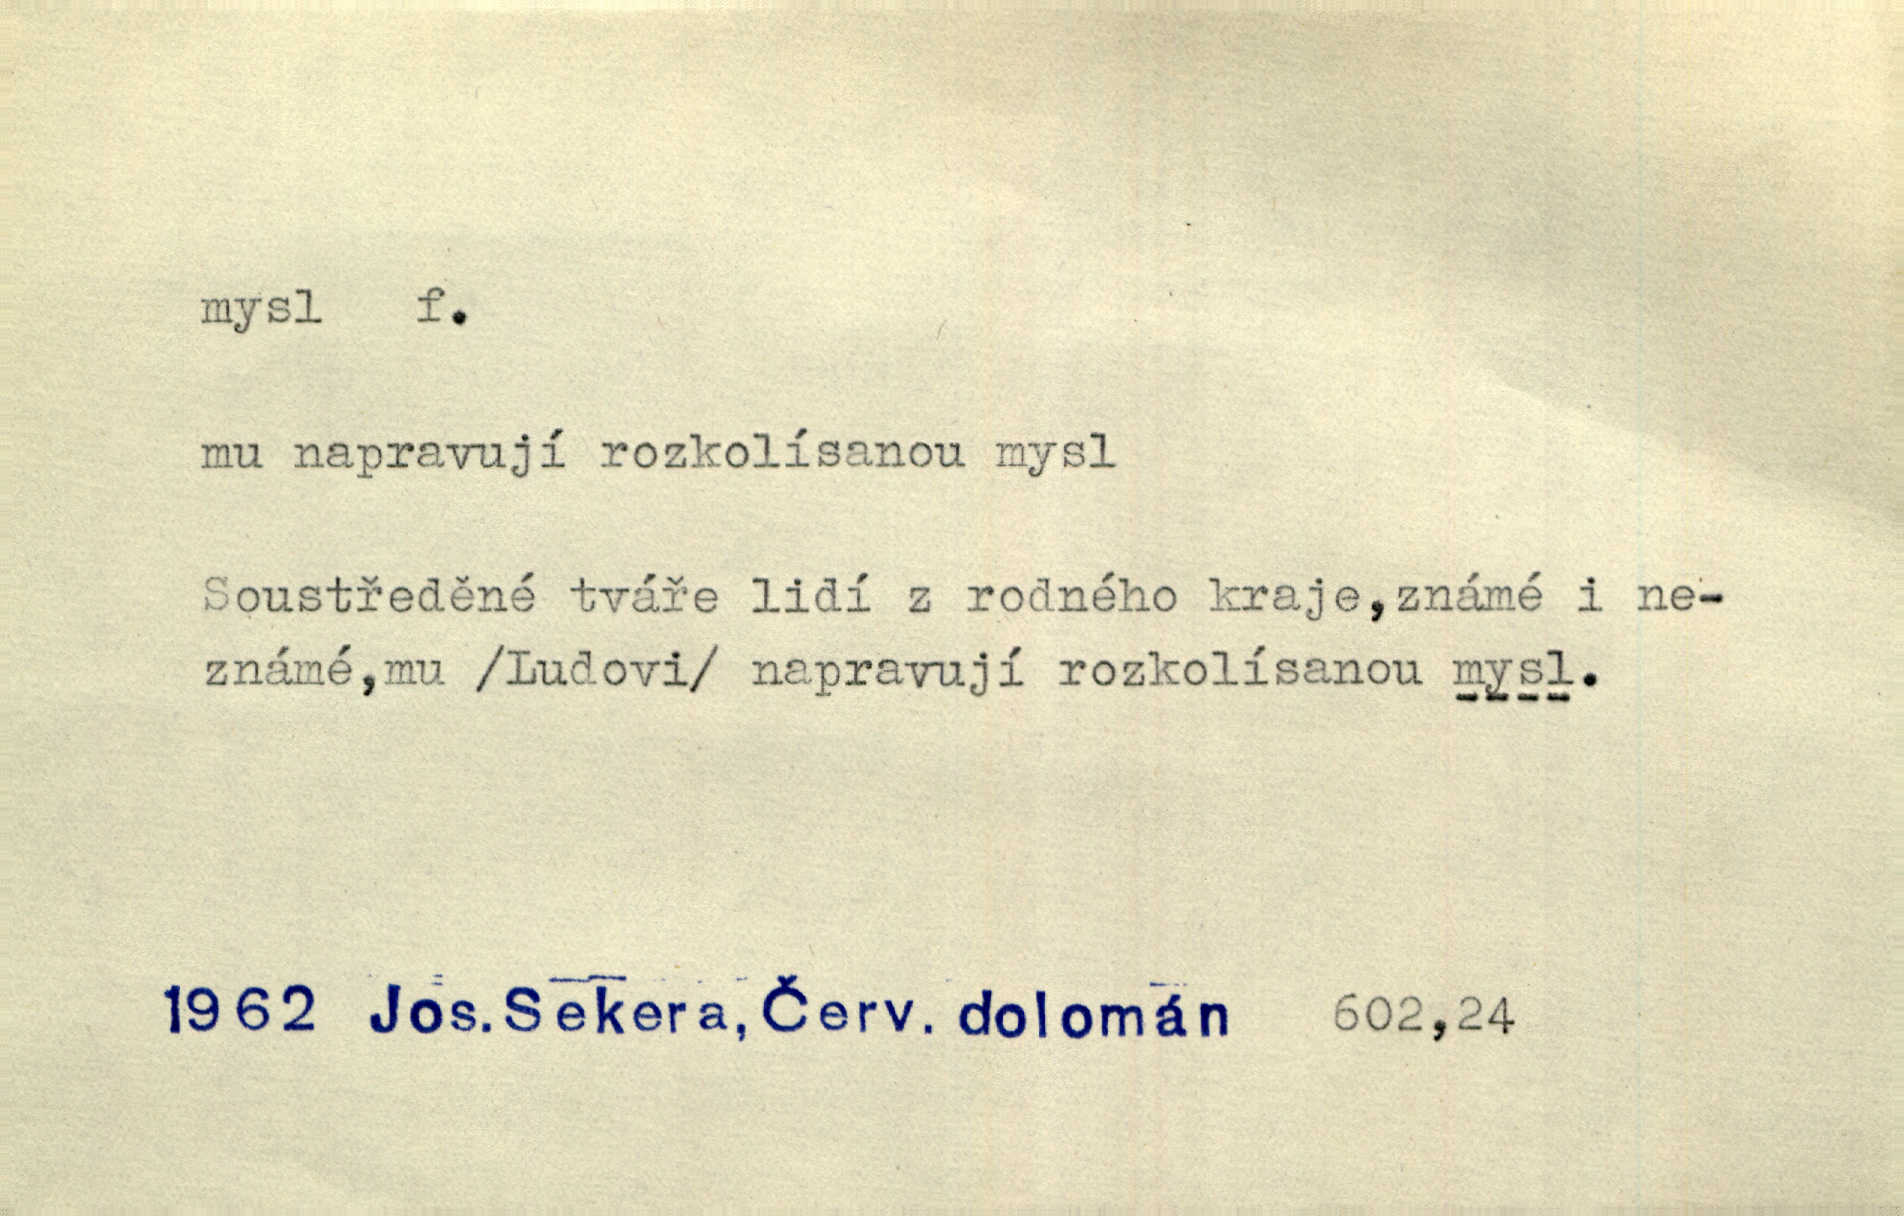 mysl f.
mu napravují rozkolísanou mysl
Soustředěné tváře lidí z rodného kraje,známé i ne-
známé,mu /Ludovi/ napravují rozkolísanou mysl.
1962 Jos.Sekera,Červ. dolomán 602,24